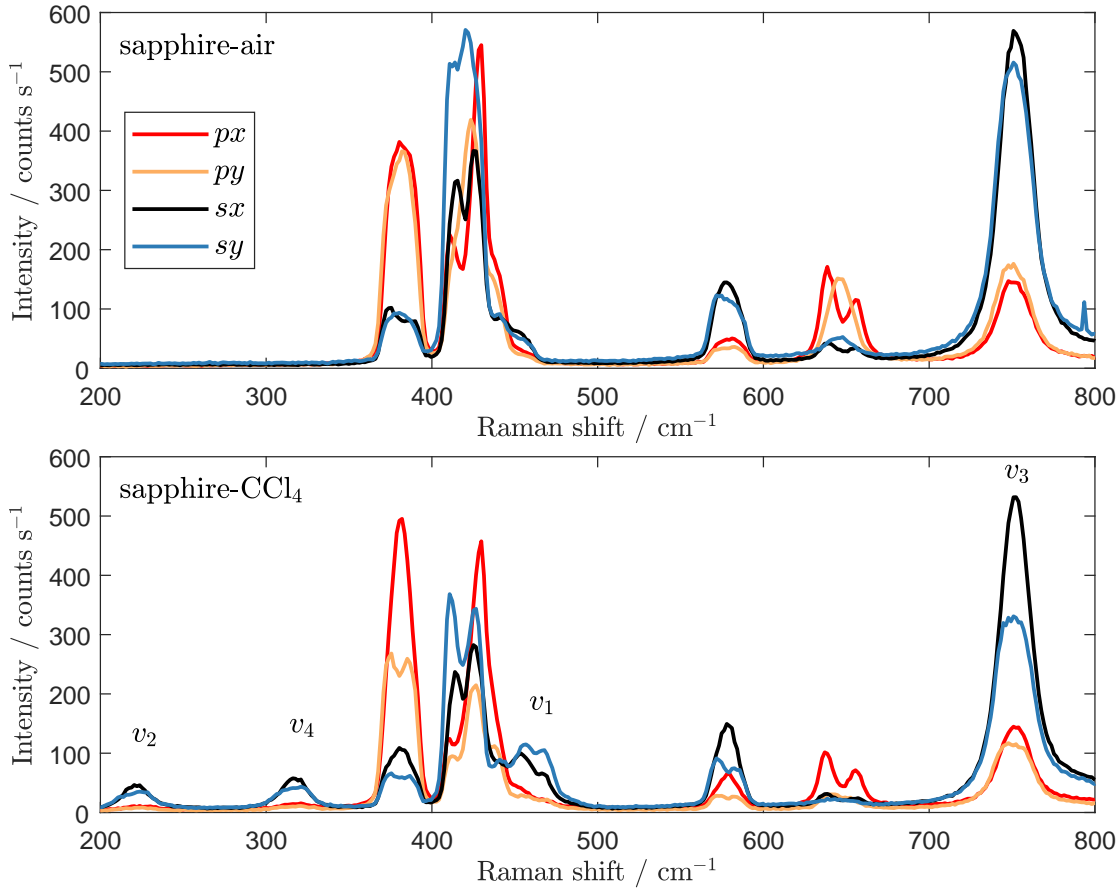 600
sapphire-air
500
400
300
200
100
0
Intensity / counts s⁻¹
px
py
sx
sy
200 300 400 500 600 700 800
Raman shift / cm⁻¹
600
sapphire-CCl₄
500
400
300
200
100
0
Intensity / counts s⁻¹
v₂
v₄
v₁
v₃
200 300 400 500 600 700 800
Raman shift / cm⁻¹